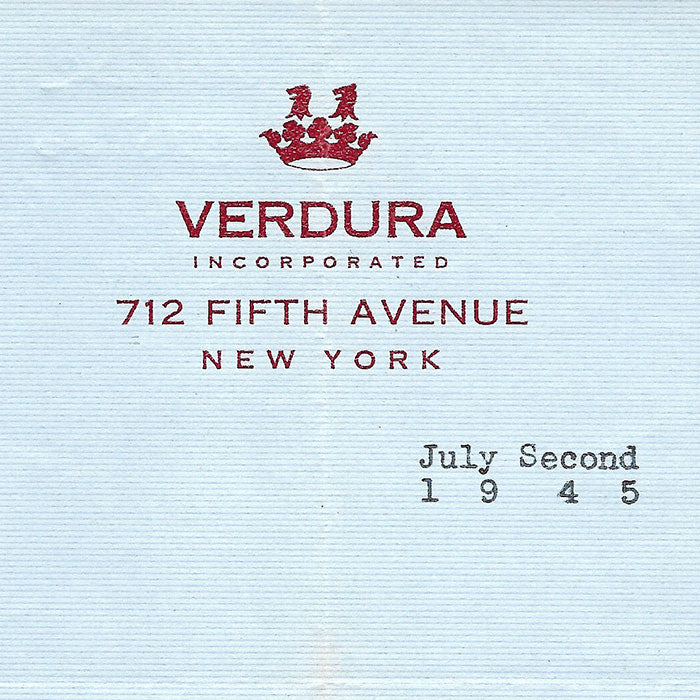 VERDURA
INCORPORATED
712 FIFTH AVENUE
NEW YORK
July Second
1 9 4 5